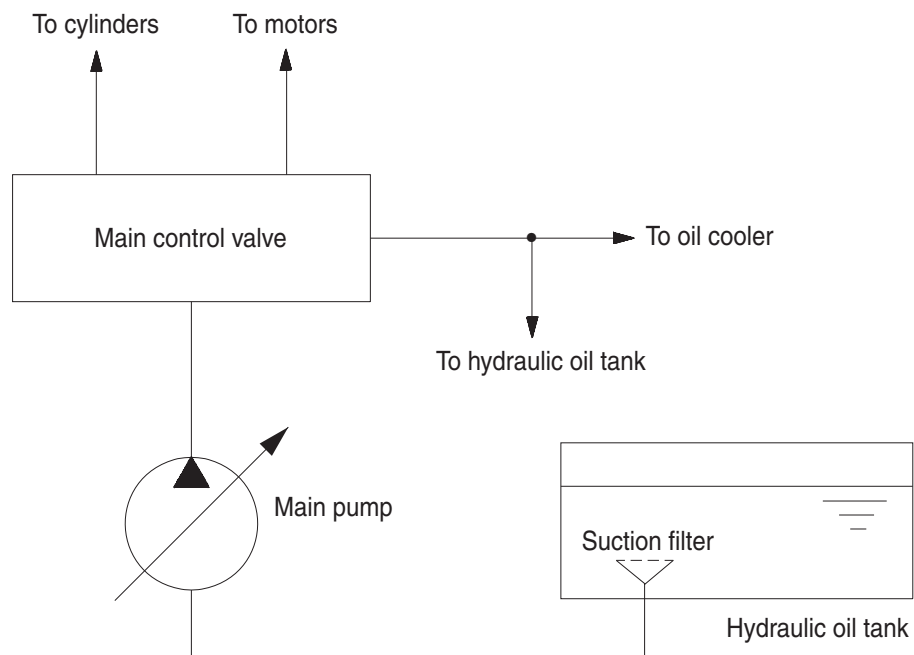 To cylinders
To motors
Main control valve
To oil cooler
To hydraulic oil tank
Main pump
Suction filter
Hydraulic oil tank